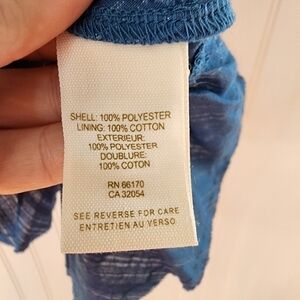 SHELL: 100% POLYESTER
LINING: 100% COTTON
EXTERIEUR:
100% POLYESTER
DOUBLURE:
100% COTON
RN 66170
CA 32054
SEE REVERSE FOR CARE
ENTRETIEN AU VERSO